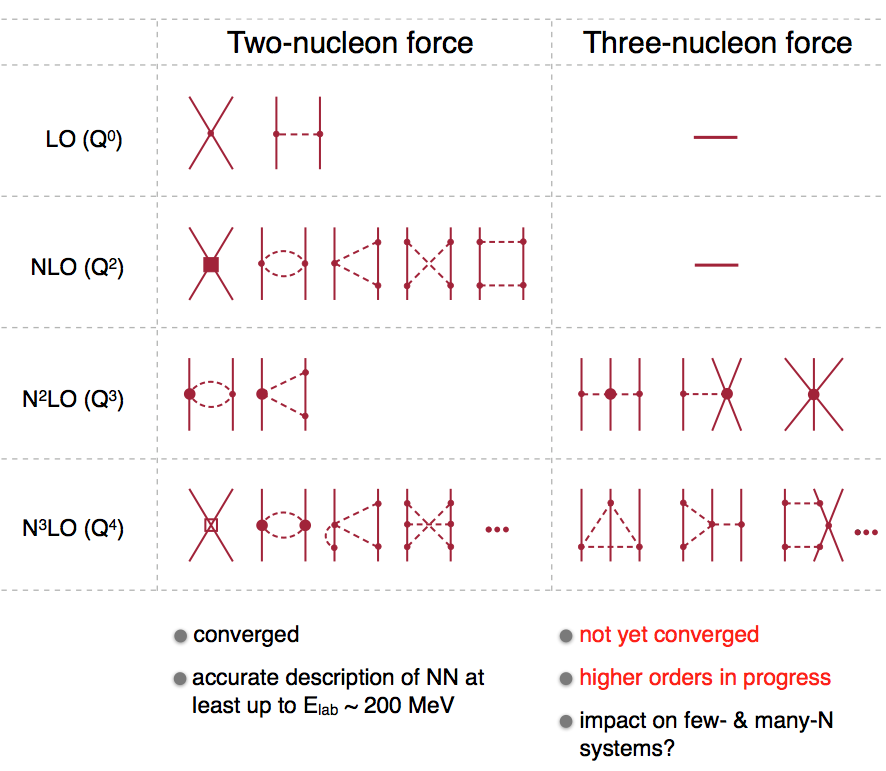 Two-nucleon force
Three-nucleon force
LO (Q⁰)
NLO (Q²)
N²LO (Q³)
N³LO (Q⁴)
converged
accurate description of NN at
least up to Elab ~ 200 MeV
not yet converged
higher orders in progress
impact on few- & many-N
systems?